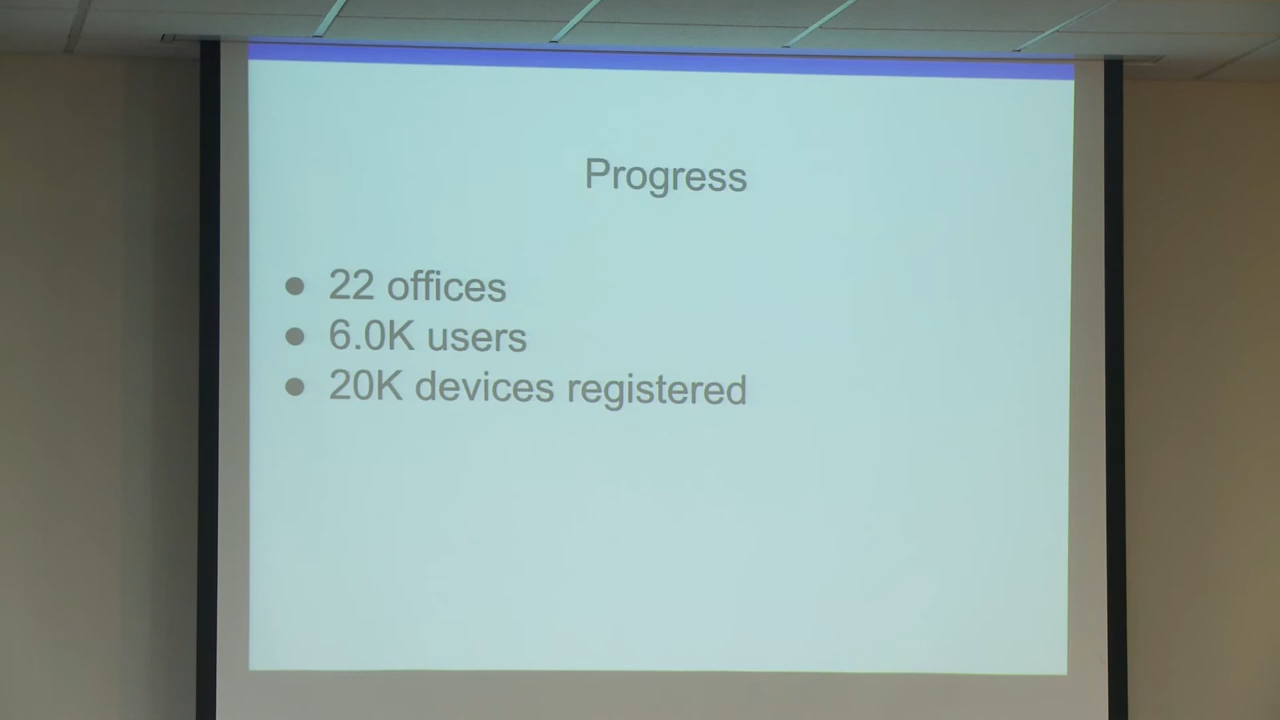 Progress
● 22 offices
● 6.0K users
● 20K devices registered